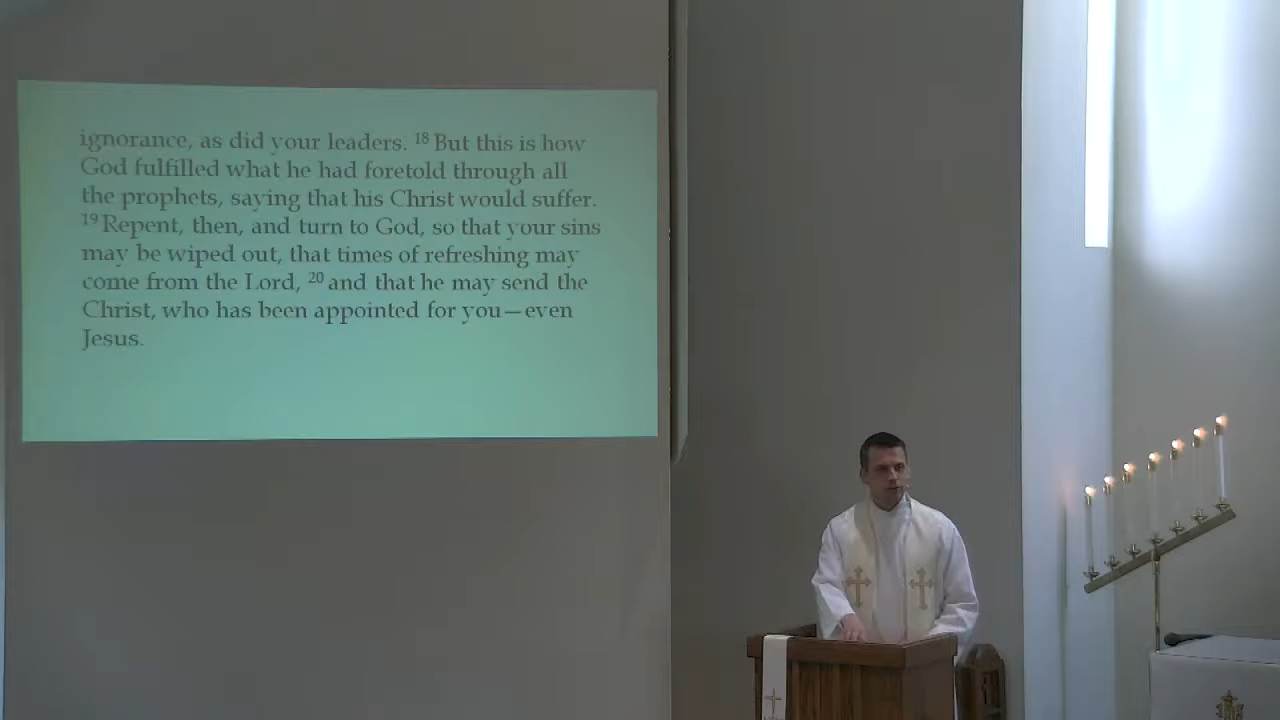 ignorance, as did your leaders. 18 But this is how
God fulfilled what he had foretold through all
the prophets, saying that his Christ would suffer.
19 Repent, then, and turn to God, so that your sins
may be wiped out, that times of refreshing may
come from the Lord, 20 and that he may send the
Christ, who has been appointed for you—even
Jesus.